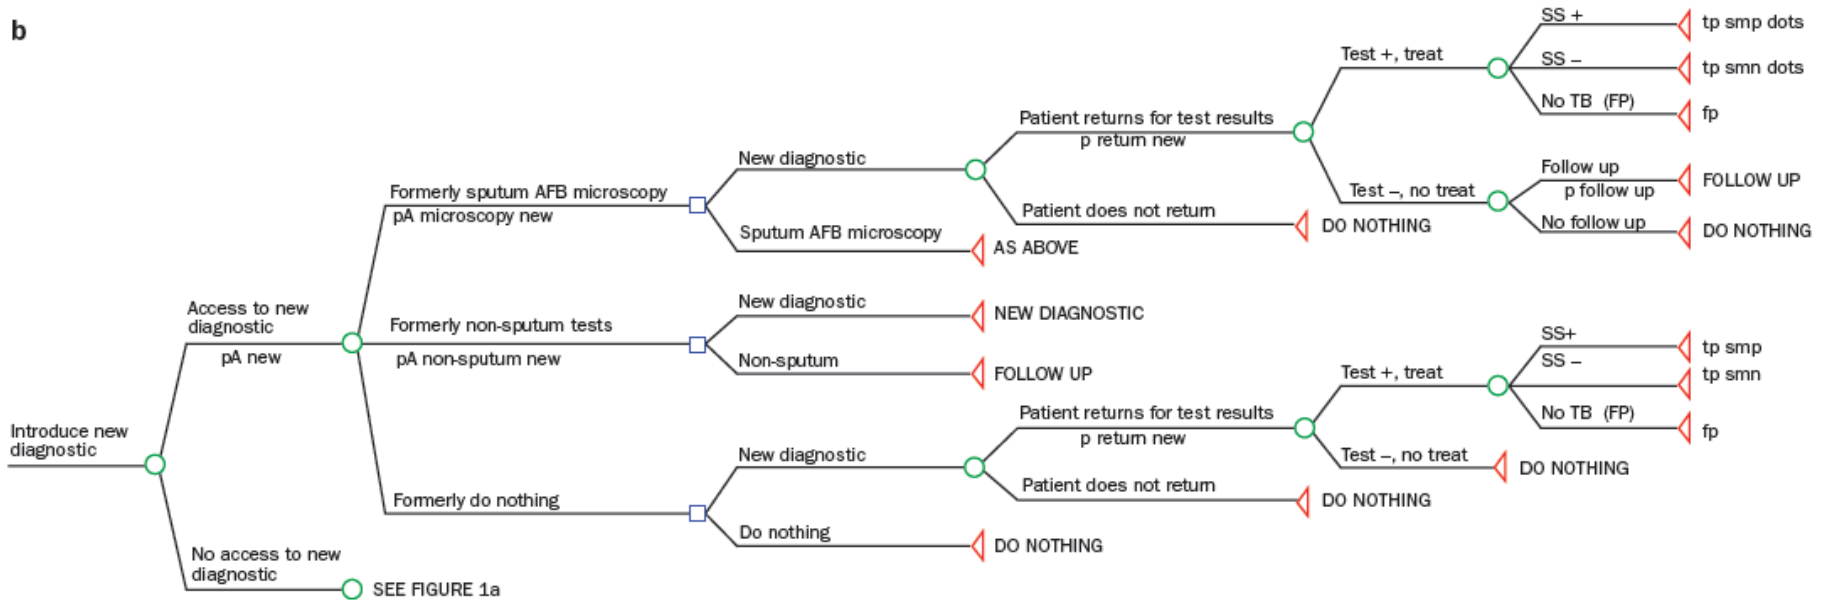 b
Introduce new
diagnostic
Access to new
diagnostic
pA new
No access to new
diagnostic
SEE FIGURE 1a
Formerly sputum AFB microscopy
pA microscopy new
Formerly non-sputum tests
pA non-sputum new
Formerly do nothing
New diagnostic
Sputum AFB microscopy
AS ABOVE
New diagnostic
NEW DIAGNOSTIC
Non-sputum
FOLLOW UP
New diagnostic
Do nothing
DO NOTHING
Patient returns for test results
p return new
Patient does not return
DO NOTHING
Test +, treat
Test –, no treat
SS +
tp smp dots
SS –
tp smn dots
No TB (FP)
fp
Follow up
p follow up
FOLLOW UP
No follow up
DO NOTHING
Patient returns for test results
p return new
Patient does not return
DO NOTHING
Test +, treat
Test –, no treat
DO NOTHING
SS+
tp smp
SS –
tp smn
No TB (FP)
fp